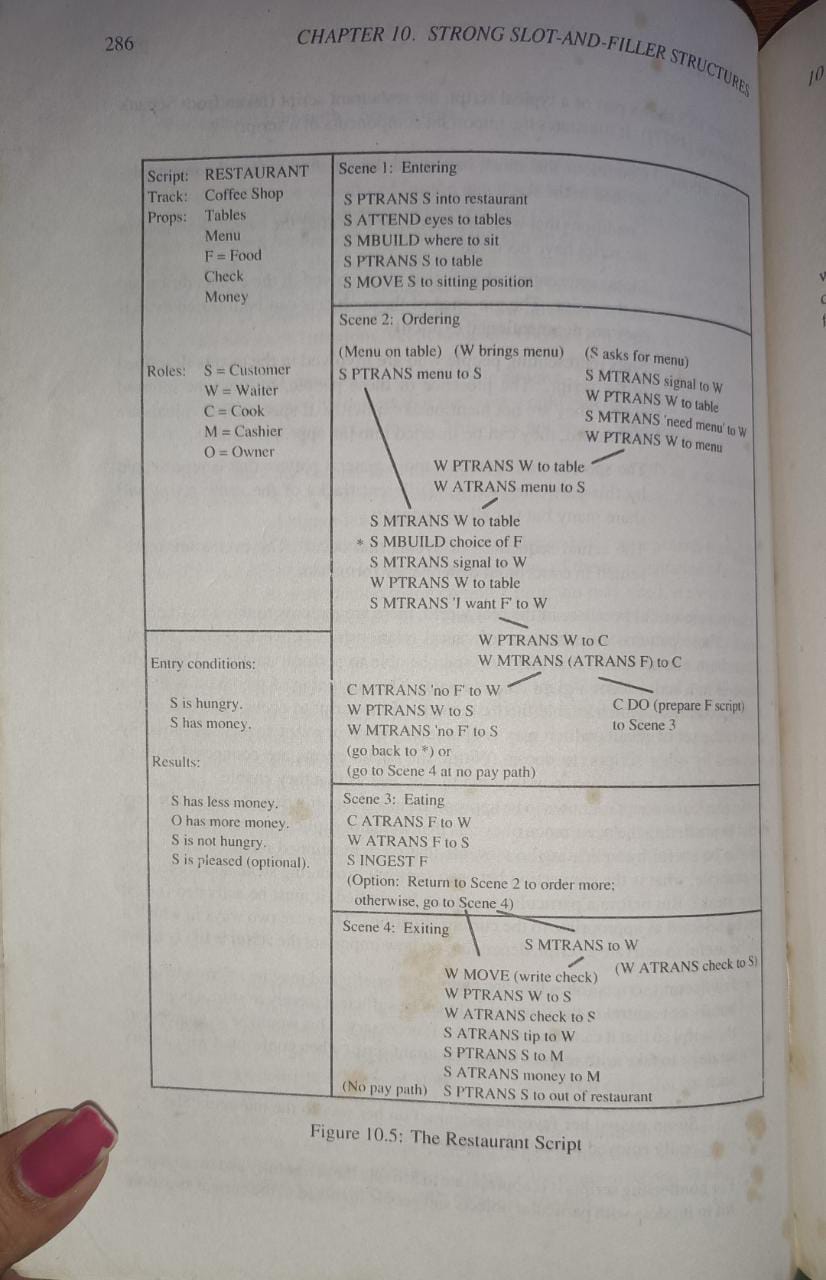 286
CHAPTER 10. STRONG SLOT-AND-FILLER STRUCTURES
Script: RESTAURANT
Track: Coffee Shop
Props: Tables
Menu
F = Food
Check
Money
Roles: S = Customer
W = Waiter
C = Cook
M = Cashier
O = Owner
Entry conditions:
S is hungry.
S has money.
Results:
S has less money.
O has more money.
S is not hungry.
S is pleased (optional).
Scene 1: Entering
S PTRANS S into restaurant
S ATTEND eyes to tables
S MBUILD where to sit
S PTRANS S to table
S MOVE S to sitting position
Scene 2: Ordering
(Menu on table) (W brings menu) (S asks for menu)
S PTRANS menu to S
S MTRANS signal to W
W PTRANS W to table
S MTRANS 'need menu' to W
W PTRANS W to menu
W PTRANS W to table
W ATRANS menu to S
S MTRANS W to table
* S MBUILD choice of F
S MTRANS signal to W
W PTRANS W to table
S MTRANS 'I want F' to W
W PTRANS W to C
W MTRANS (ATRANS F) to C
C MTRANS 'no F' to W
W PTRANS W to S
W MTRANS 'no F' to S
(go back to *) or
(go to Scene 4 at no pay path)
C DO (prepare F script)
to Scene 3
Scene 3: Eating
C ATRANS F to W
W ATRANS F to S
S INGEST F
(Option: Return to Scene 2 to order more;
otherwise, go to Scene 4)
Scene 4: Exiting
S MTRANS to W
(W ATRANS check to S)
W MOVE (write check)
W PTRANS W to S
W ATRANS check to S
S ATRANS tip to W
S PTRANS S to M
S ATRANS money to M
(No pay path) S PTRANS S to out of restaurant
Figure 10.5: The Restaurant Script
10